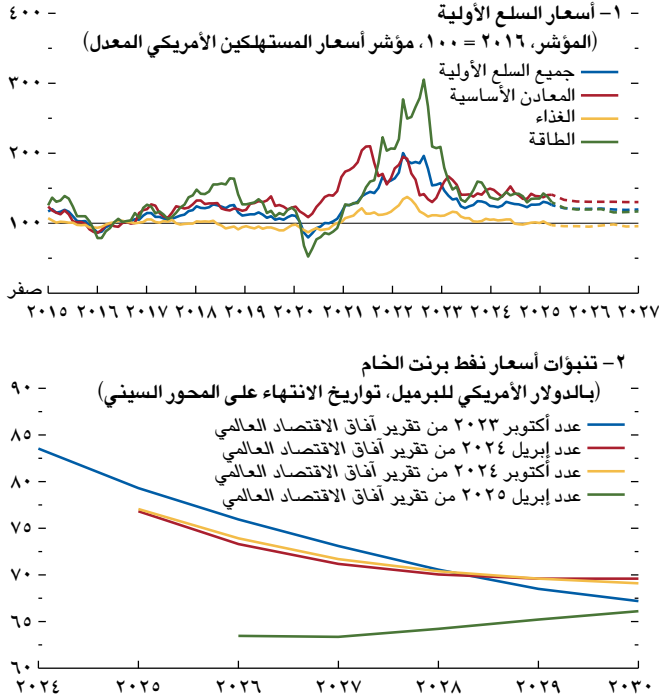 ١– أسعار السلع الأولية
(المؤشر، ٢٠١٦ = ١٠٠، مؤشر أسعار المستهلكين الأمريكي المعدل)
جميع السلع الأولية
المعادن الأساسية
الغذاء
الطاقة
٤٠٠
٣٠٠
٢٠٠
١٠٠
صفر
٢٠١٥ ٢٠١٦ ٢٠١٧ ٢٠١٨ ٢٠١٩ ٢٠٢٠ ٢٠٢١ ٢٠٢٢ ٢٠٢٣ ٢٠٢٤ ٢٠٢٥ ٢٠٢٦ ٢٠٢٧
٢– تنبؤات أسعار نفط برنت الخام
(بالدولار الأمريكي للبرميل، تواريخ الانتهاء على المحور السيني)
عدد أكتوبر ٢٠٢٣ من تقرير آفاق الاقتصاد العالمي
عدد إبريل ٢٠٢٤ من تقرير آفاق الاقتصاد العالمي
عدد أكتوبر ٢٠٢٤ من تقرير آفاق الاقتصاد العالمي
عدد إبريل ٢٠٢٥ من تقرير آفاق الاقتصاد العالمي
٩٠
٨٥
٨٠
٧٥
٧٠
٦٥
٦٠
٢٠٢٤ ٢٠٢٥ ٢٠٢٦ ٢٠٢٧ ٢٠٢٨ ٢٠٢٩ ٢٠٣٠